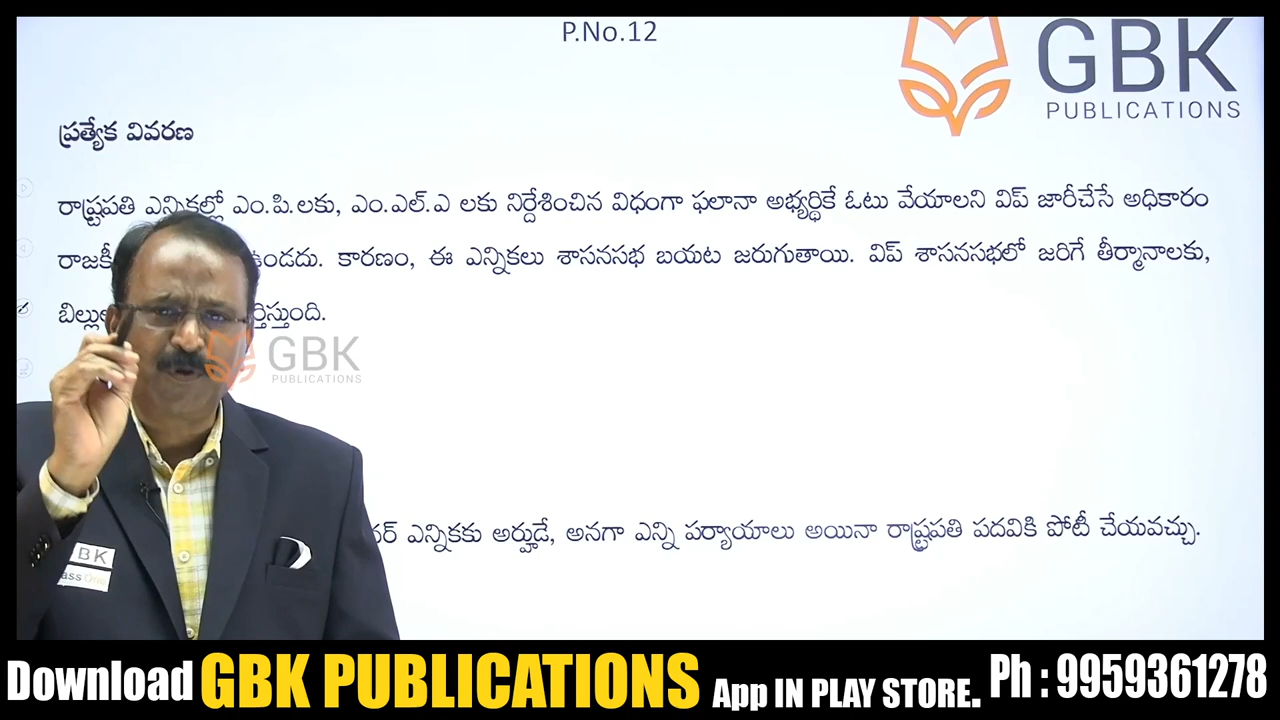 P.No.12
GBK
PUBLICATIONS
ప్రత్యేక వివరణ
రాష్ట్రపతి ఎన్నికల్లో ఎం.పి.లకు, ఎం.ఎల్.ఎ లకు నిర్దేశించిన విధంగా ఫలానా అభ్యర్థికే ఓటు వేయాలని విప్ జారీచేసే అధికారం
ఉండదు. కారణం, ఈ ఎన్నికలు శాసనసభ బయట జరుగుతాయి. విప్ శాసనసభలో జరిగే తీర్మానాలకు,
GBK
PUBLICATIONS
ఎన్నికకు అర్హుడే, అనగా ఎన్ని పర్యాయాలు అయినా రాష్ట్రపతి పదవికి పోటీ చేయవచ్చు.
Download GBK PUBLICATIONS App IN PLAY STORE. Ph : 9959361278